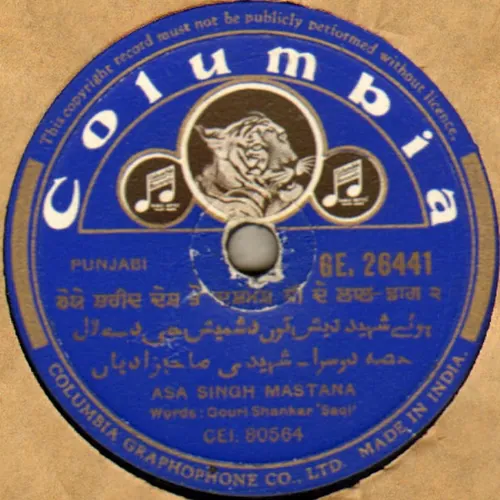 This copyright record must not be publicly performed without licence.
Columbia
PUNJABI
GE. 26441
ਹੋਏ ਸ਼ਹੀਦ ਦੇਸ਼ ਤੋਂ ਦਸ਼ਮੇਸ਼ ਜੀ ਦੇ ਲਾਲ-ਭਾਗ ੨
ہوئے شہید دیش توں دشمیش جی دے لال
حصہ دوسرا - شہیدی صاحبزادیاں
ASA SINGH MASTANA
Words: Gouri Shankar 'Saqi'
CEI. 80564
COLUMBIA GRAPHOPHONE CO., LTD. MADE IN INDIA.